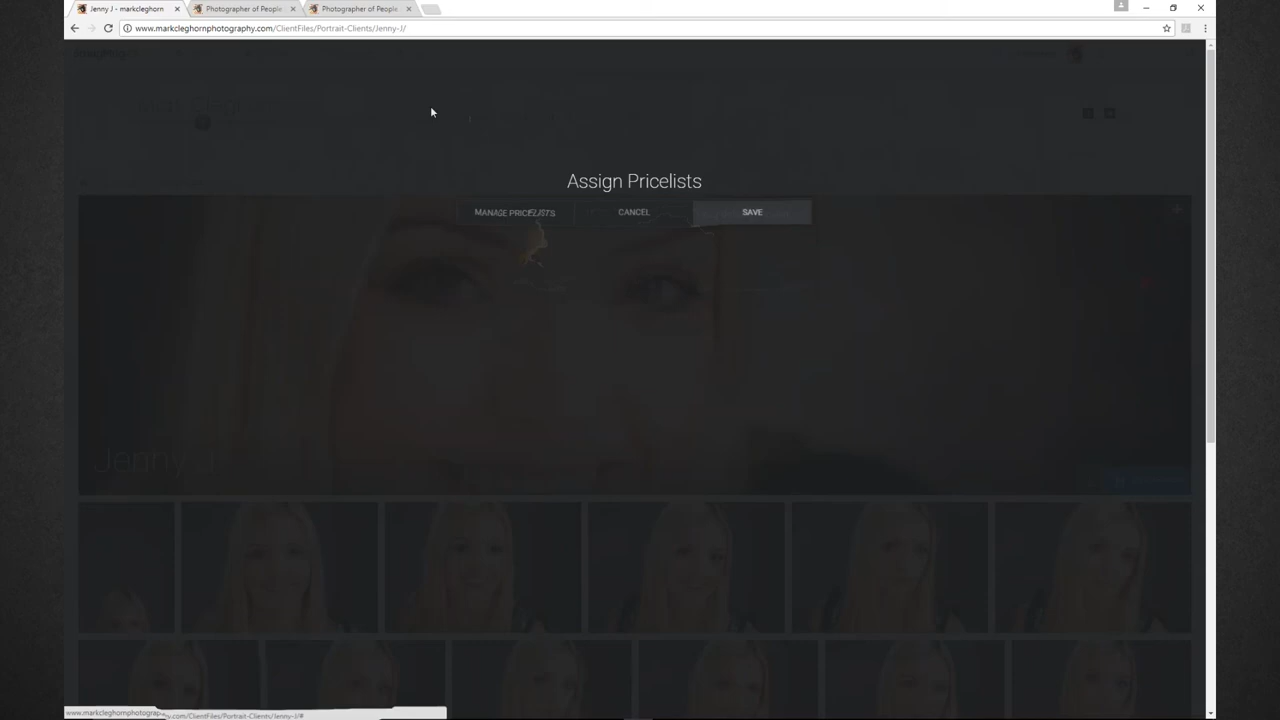 Jenny J - markcleghorn
Photographer of People
Photographer of People
www.markcleghornphotography.com/ClientFiles/Portrait-Clients/Jenny-J/
Assign Pricelists
MANAGE PRICELISTS
CANCEL
SAVE
Jenny J